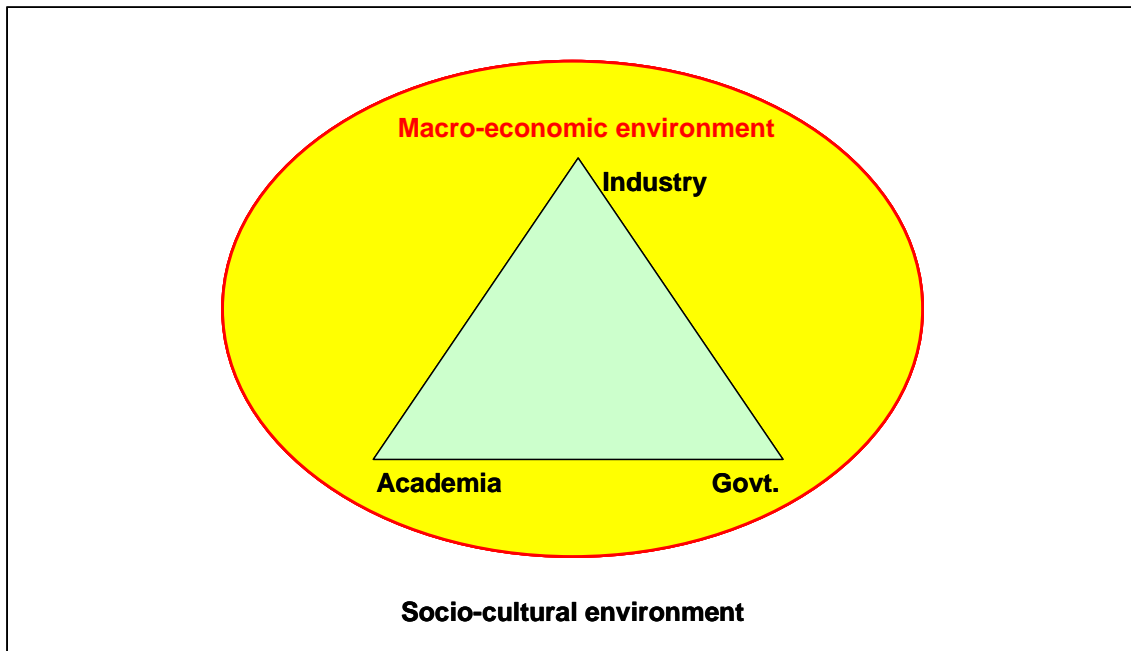 Macro-economic environment
Industry
Academia
Govt.
Socio-cultural environment